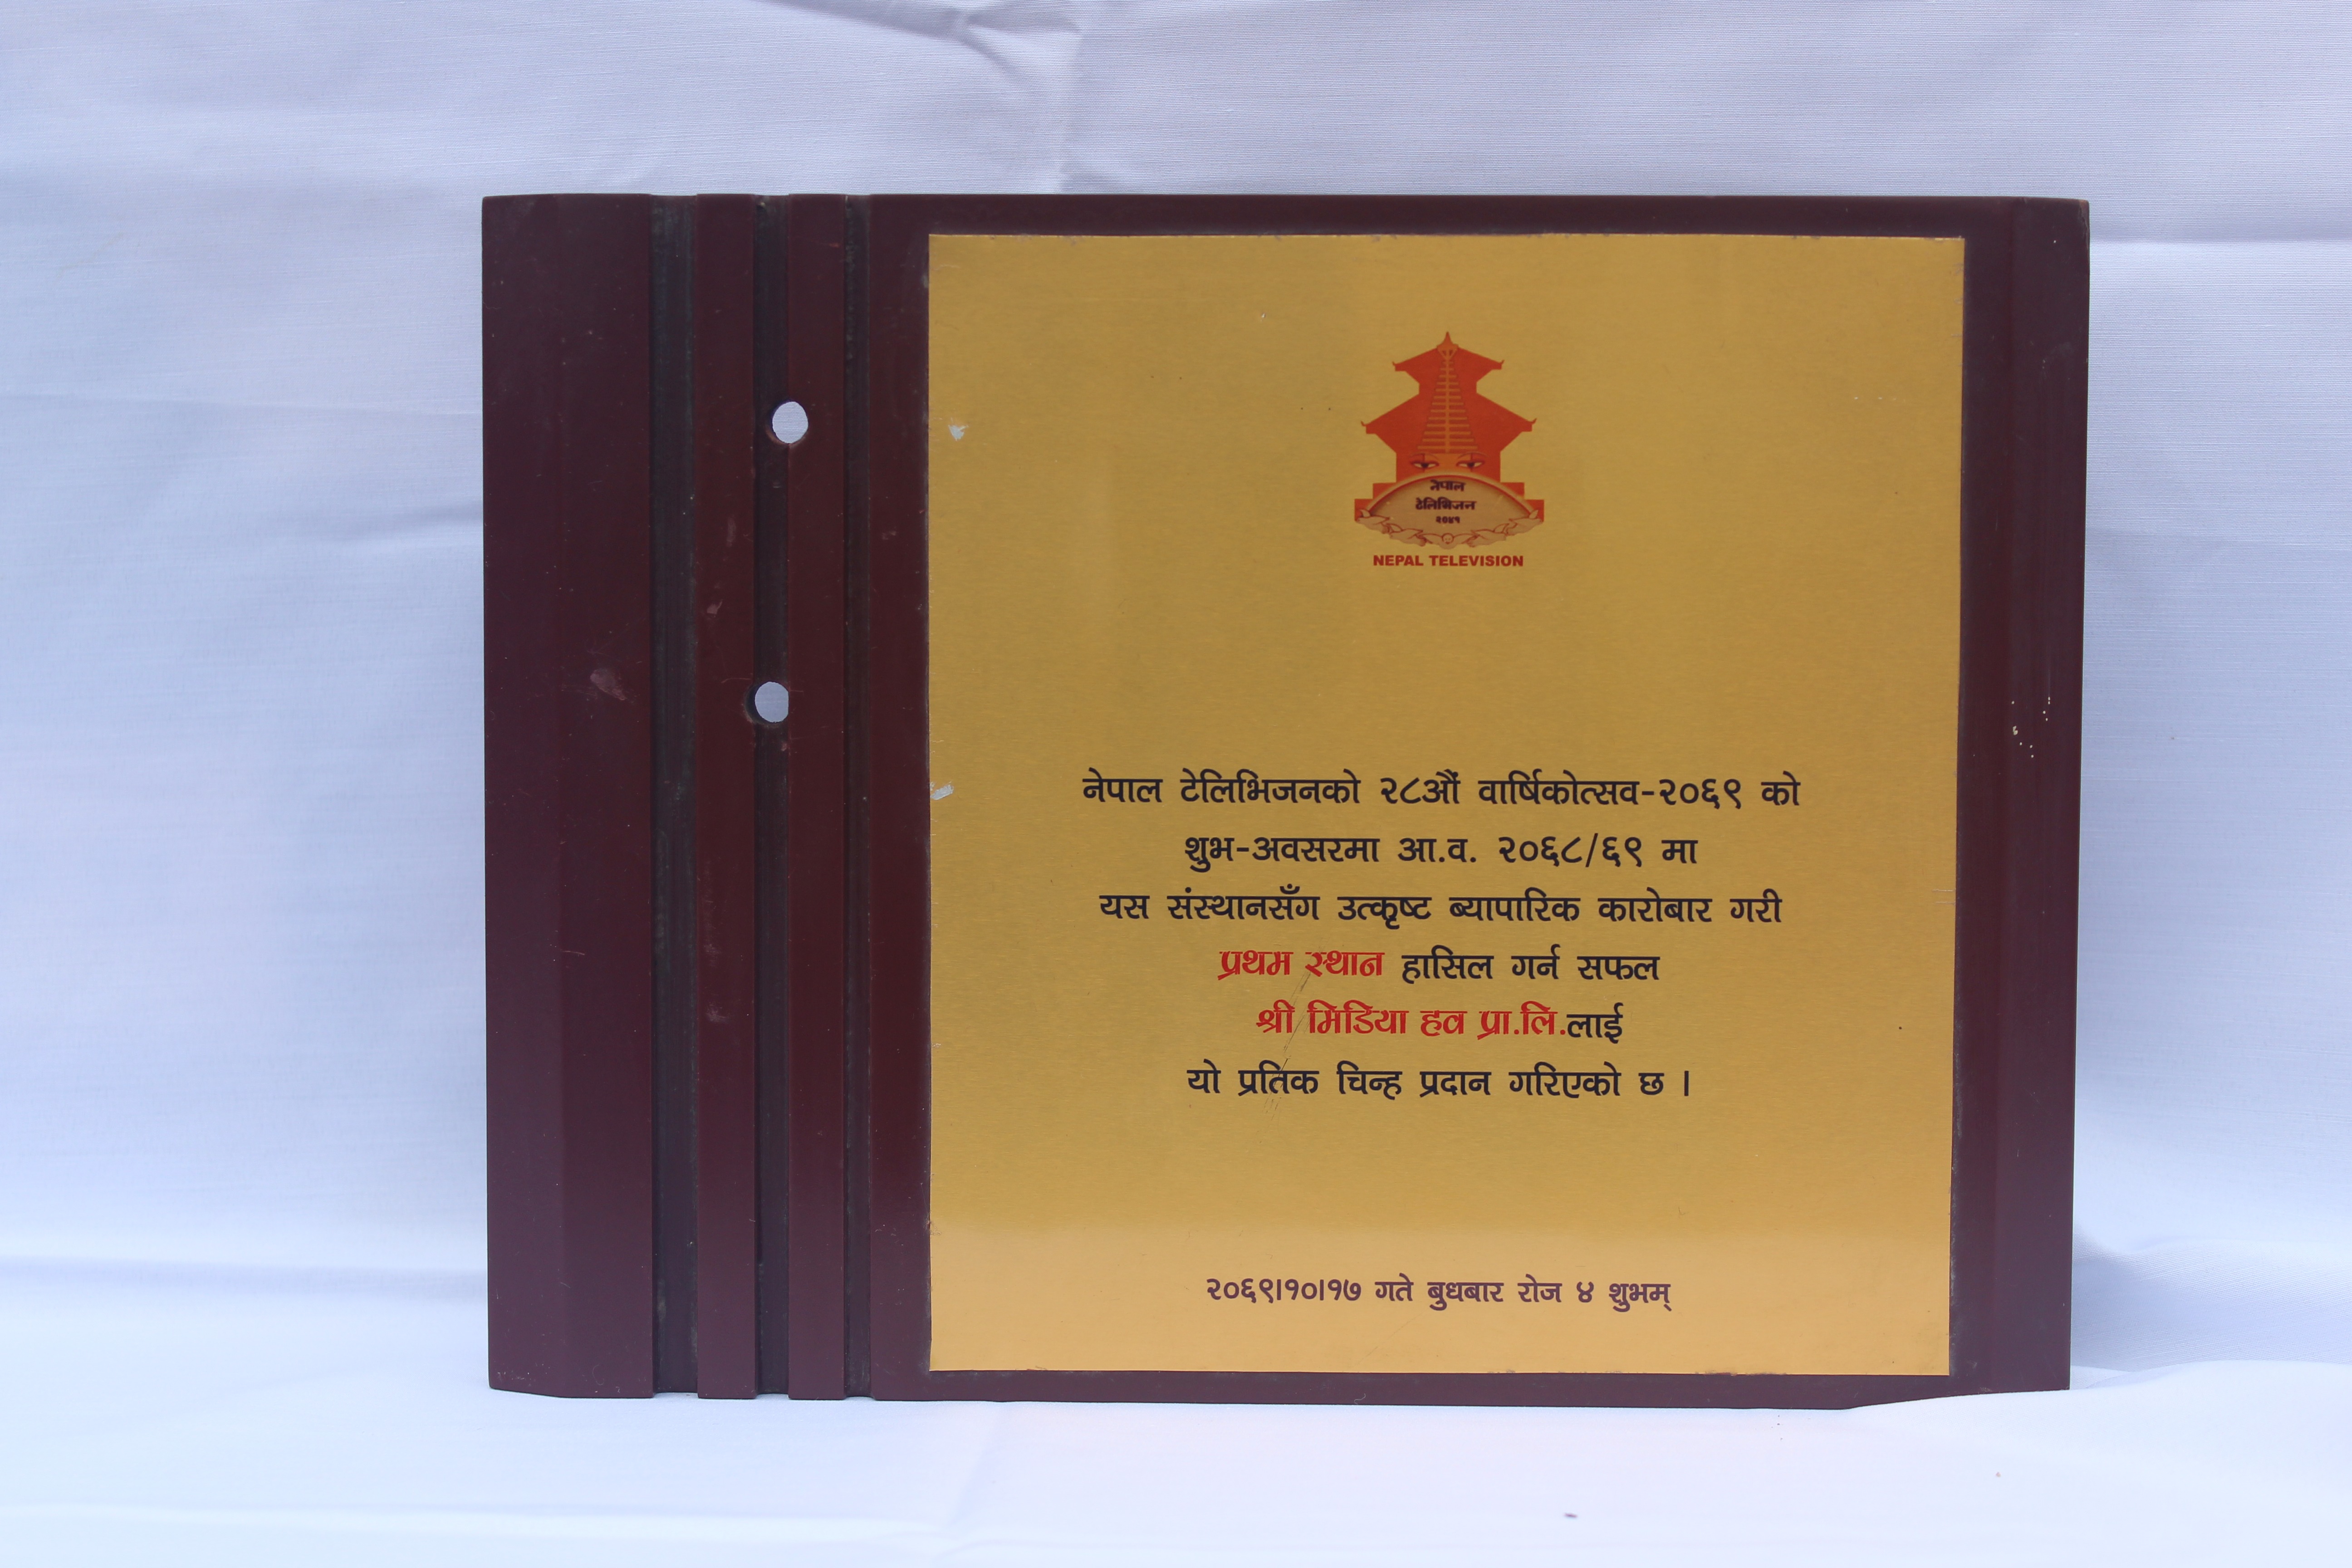 नेपाल
टेलिभिजन
२०४१
NEPAL TELEVISION
नेपाल टेलिभिजनको २८औं वार्षिकोत्सव-२०६९ को
शुभ-अवसरमा आ.व. २०६८/६९ मा
यस संस्थानसँग उत्कृष्ट ब्यापारिक कारोबार गरी
प्रथम स्थान हासिल गर्न सफल
श्री मिडिया हव प्रा.लि.लाई
यो प्रतिक चिन्ह प्रदान गरिएको छ ।
२०६९।१०।१७ गते बुधबार रोज ४ शुभम्